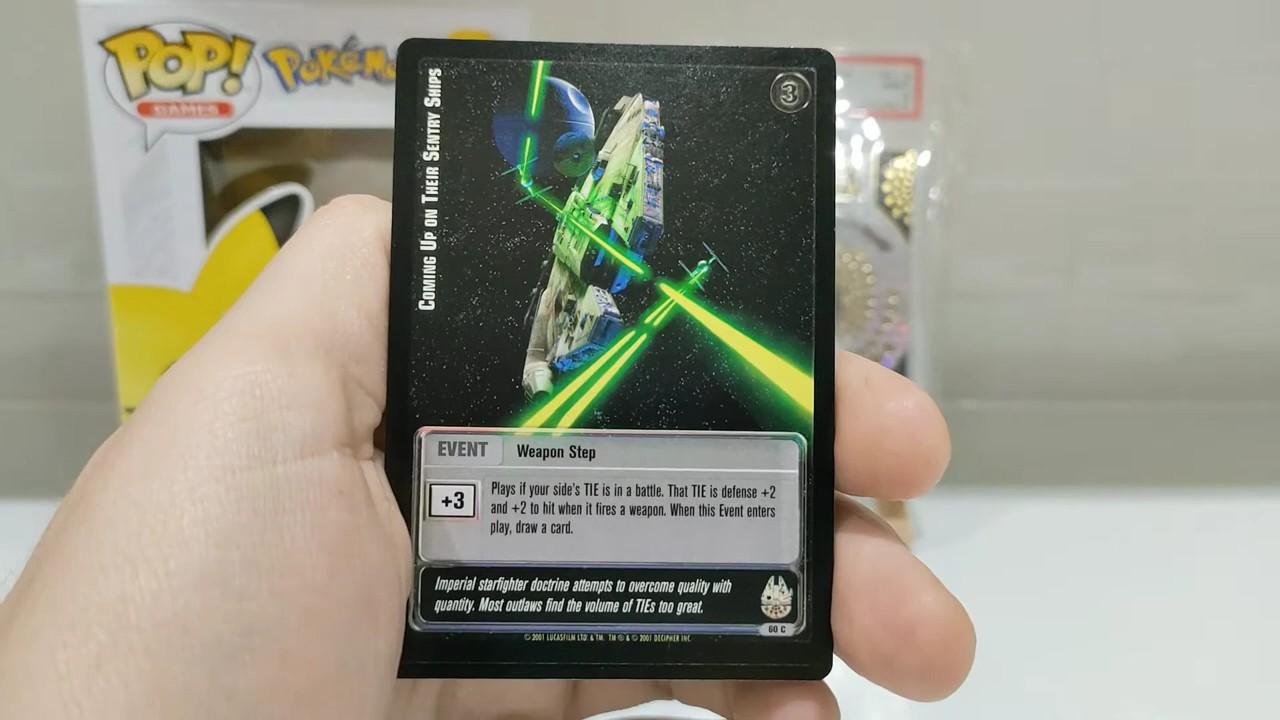 POP!
GAMES
POKéMO
COMING UP ON THEIR SENTRY SHIPS
3
EVENT
Weapon Step
+3
Plays if your side's TIE is in a battle. That TIE is defense +2
and +2 to hit when it fires a weapon. When this Event enters
play, draw a card.
Imperial starfighter doctrine attempts to overcome quality with
quantity. Most outlaws find the volume of TIEs too great.
60 C
© 2001 LUCASFILM LTD. & TM. TM ® & © 2001 DECIPHER INC.